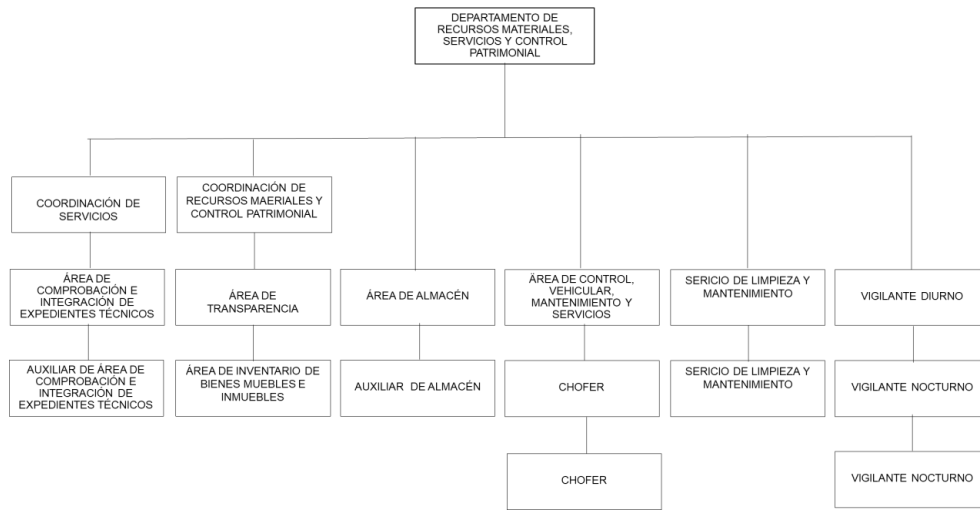 DEPARTAMENTO DE
RECURSOS MATERIALES,
SERVICIOS Y CONTROL
PATRIMONIAL
COORDINACIÓN DE
SERVICIOS
COORDINACIÓN DE
RECURSOS MAERIALES Y
CONTROL PATRIMONIAL
ÁREA DE
COMPROBACIÓN E
INTEGRACIÓN DE
EXPEDIENTES TÉCNICOS
ÁREA DE
TRANSPARENCIA
ÁREA DE ALMACÉN
ÄREA DE CONTROL,
VEHICULAR,
MANTENIMIENTO Y
SERVICIOS
SERICIO DE LIMPIEZA Y
MANTENIMIENTO
VIGILANTE DIURNO
AUXILIAR DE ÁREA DE
COMPROBACIÓN E
INTEGRACIÓN DE
EXPEDIENTES TÉCNICOS
ÁREA DE INVENTARIO DE
BIENES MUEBLES E
INMUEBLES
AUXILIAR DE ALMACÉN
CHOFER
SERICIO DE LIMPIEZA Y
MANTENIMIENTO
VIGILANTE NOCTURNO
CHOFER
VIGILANTE NOCTURNO